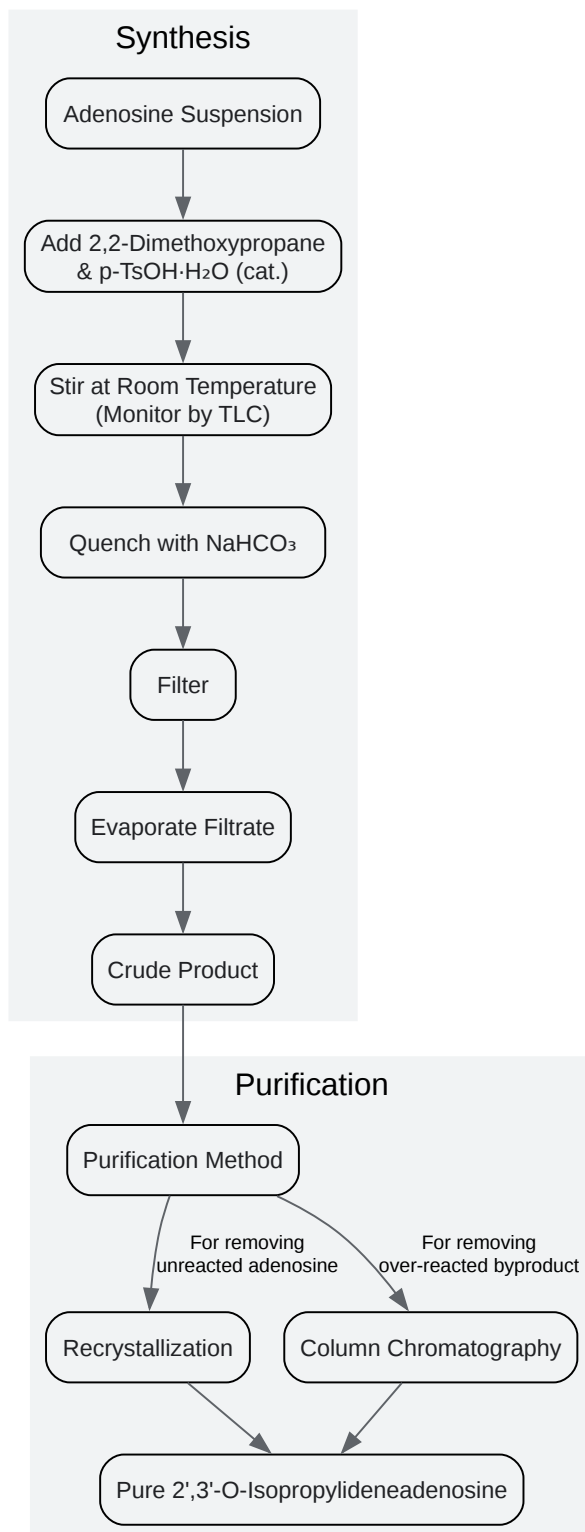 Synthesis
Adenosine Suspension
Add 2,2-Dimethoxypropane
& p-TsOH·H₂O (cat.)
Stir at Room Temperature
(Monitor by TLC)
Quench with NaHCO₃
Filter
Evaporate Filtrate
Crude Product
Purification
Purification Method
For removing
unreacted adenosine
For removing
over-reacted byproduct
Recrystallization
Column Chromatography
Pure 2',3'-O-Isopropylideneadenosine